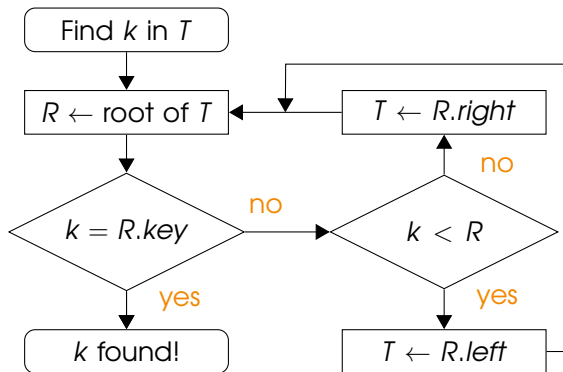 Find k in T
R ← root of T
T ← R.right
no
no
k = R.key
k < R
yes
yes
k found!
T ← R.left